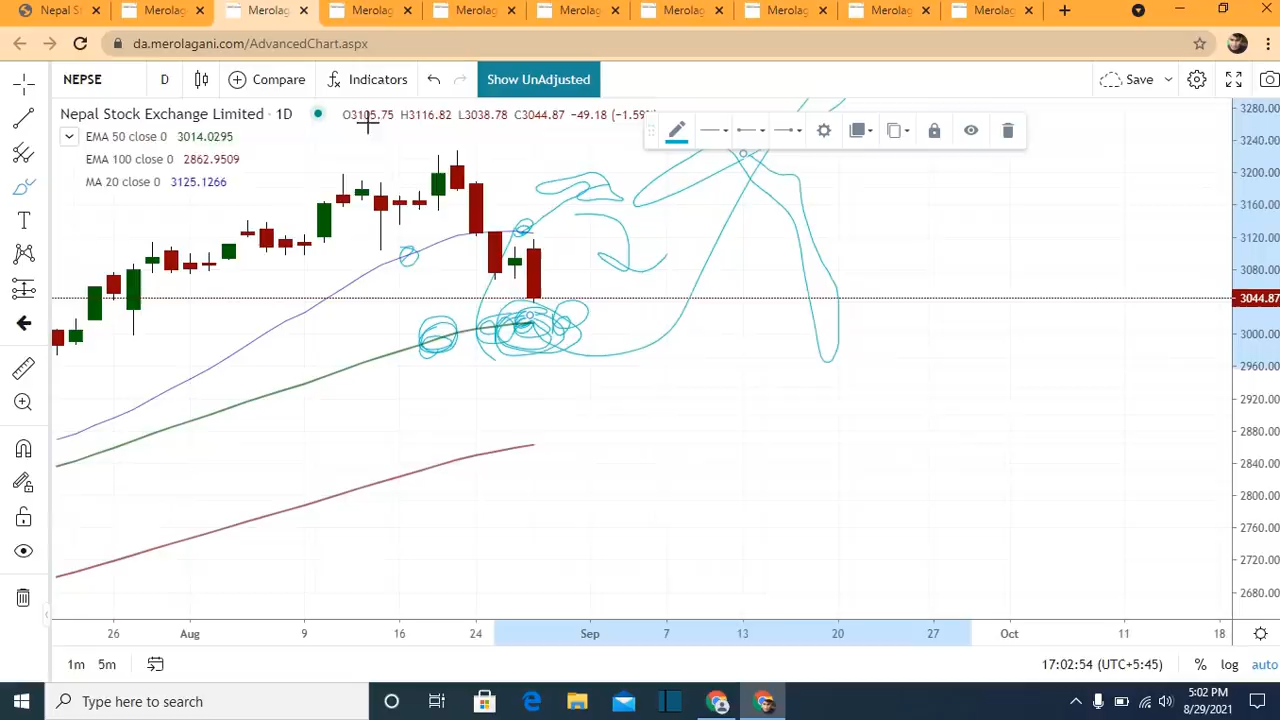 Nepal S
Merolag
Merolag
Merolag
Merolag
Merolag
Merolag
Merolag
Merolag
Merolag
da.merolagani.com/AdvancedChart.aspx
NEPSE
D
Compare
Indicators
Show UnAdjusted
Save
Nepal Stock Exchange Limited · 1D
O3105.75 H3116.82 L3038.78 C3044.87 −49.18 (−1.59%
EMA 50 close 0 3014.0295
EMA 100 close 0 2862.9509
MA 20 close 0 3125.1266
3280.00
3240.00
3200.00
3160.00
3120.00
3080.00
3044.87
3000.00
2960.00
2920.00
2880.00
2840.00
2800.00
2760.00
2720.00
2680.00
26
Aug
9
16
24
Sep
7
13
20
27
Oct
11
18
1m
5m
17:02:54 (UTC+5:45)
%
log
auto
Type here to search
5:02 PM
8/29/2021